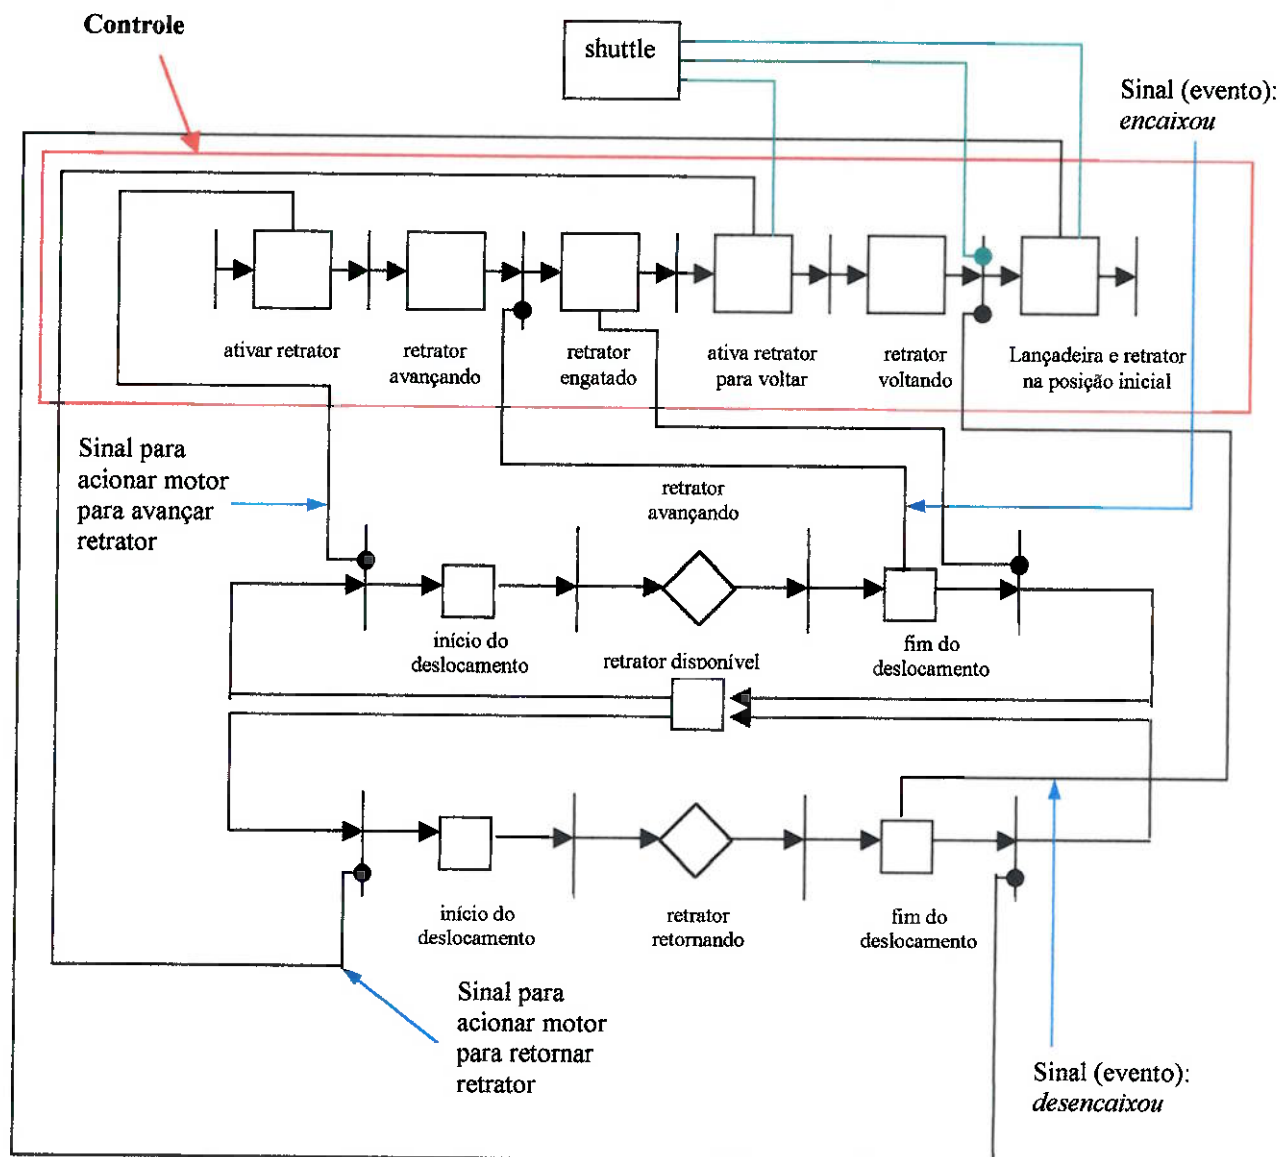 Controle
shuttle
Sinal (evento):
encaixou
ativar retrator
retrator
avançando
retrator
engatado
ativa retrator
para voltar
retrator
voltando
Lançadeira e retrator
na posição inicial
Sinal para
acionar motor
para avançar
retrator
retrator
avançando
início do
deslocamento
retrator disponível
fim do
deslocamento
início do
deslocamento
retrator
retornando
fim do
deslocamento
Sinal para
acionar motor
para retornar
retrator
Sinal (evento):
desencaixou